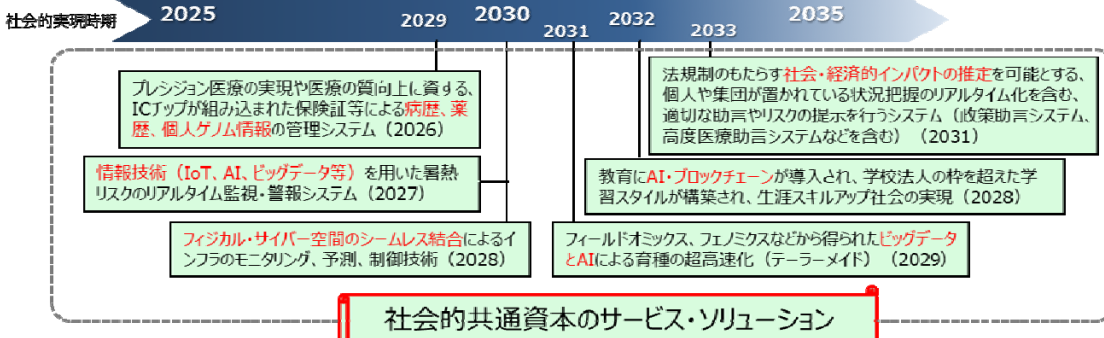 社会的実現時期
2025
2029
2030
2031
2032
2033
2035
プレシジョン医療の実現や医療の質向上に資する、
ICチップが組み込まれた保険証等による病歴、薬
歴、個人ゲノム情報の管理システム（2026）
情報技術（IoT、AI、ビッグデータ等）を用いた暑熱
リスクのリアルタイム監視・警報システム（2027）
フィジカル・サイバー空間のシームレス結合によるイ
ンフラのモニタリング、予測、制御技術（2028）
法規制のもたらす社会・経済的インパクトの推定を可能とする、
個人や集団が置かれている状況把握のリアルタイム化を含む、
適切な助言やリスクの提示を行うシステム（政策助言システム、
高度医療助言システムなどを含む）（2031）
教育にAI・ブロックチェーンが導入され、学校法人の枠を超えた学
習スタイルが構築され、生涯スキルアップ社会の実現（2028）
フィールドオミックス、フェノミクスなどから得られたビッグデータ
とAIによる育種の超高速化（テーラーメイド）（2029）
社会的共通資本のサービス・ソリューション